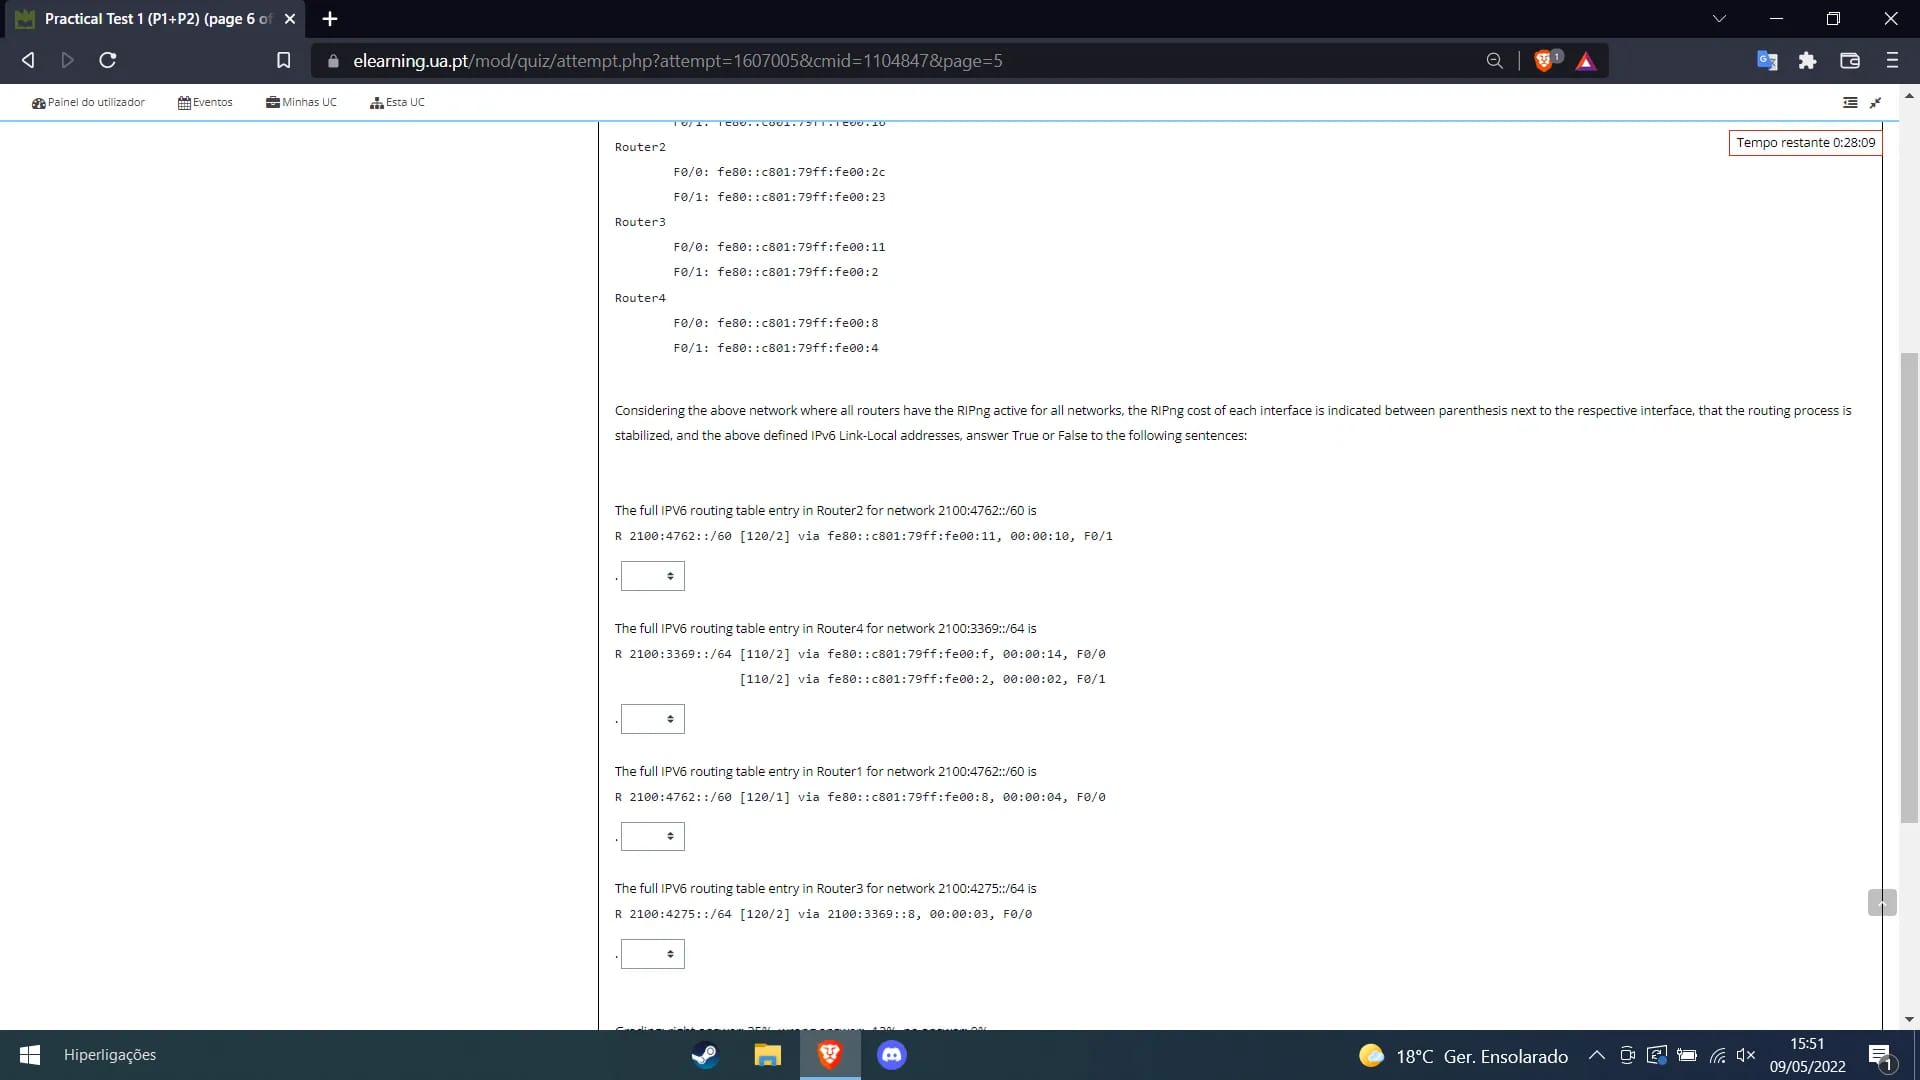 Practical Test 1 (P1+P2) (page 6 of
elearning.ua.pt/mod/quiz/attempt.php?attempt=1607005&cmid=1104847&page=5
1
Painel do utilizador Eventos Minhas UC Esta UC
Tempo restante 0:28:09
Router2
F0/0: fe80::c801:79ff:fe00:2c
F0/1: fe80::c801:79ff:fe00:23
Router3
F0/0: fe80::c801:79ff:fe00:11
F0/1: fe80::c801:79ff:fe00:2
Router4
F0/0: fe80::c801:79ff:fe00:8
F0/1: fe80::c801:79ff:fe00:4
Considering the above network where all routers have the RIPng active for all networks, the RIPng cost of each interface is indicated between parenthesis next to the respective interface, that the routing process is
stabilized, and the above defined IPv6 Link-Local addresses, answer True or False to the following sentences:
The full IPV6 routing table entry in Router2 for network 2100:4762::/60 is
R 2100:4762::/60 [120/2] via fe80::c801:79ff:fe00:11, 00:00:10, F0/1
.
The full IPV6 routing table entry in Router4 for network 2100:3369::/64 is
R 2100:3369::/64 [110/2] via fe80::c801:79ff:fe00:f, 00:00:14, F0/0
[110/2] via fe80::c801:79ff:fe00:2, 00:00:02, F0/1
.
The full IPV6 routing table entry in Router1 for network 2100:4762::/60 is
R 2100:4762::/60 [120/1] via fe80::c801:79ff:fe00:8, 00:00:04, F0/0
.
The full IPV6 routing table entry in Router3 for network 2100:4275::/64 is
R 2100:4275::/64 [120/2] via 2100:3369::8, 00:00:03, F0/0
.
Hiperligações
18°C Ger. Ensolarado
15:51
09/05/2022
1